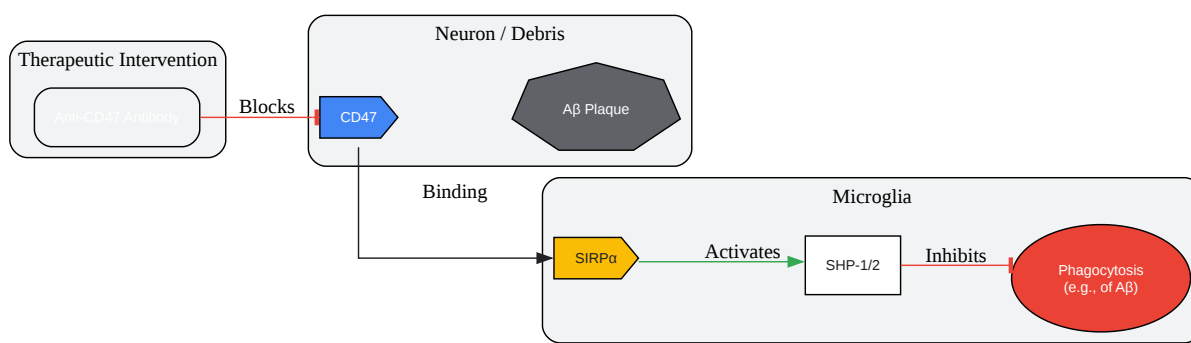 Therapeutic Intervention
Anti-CD47 Antibody
Blocks
Neuron / Debris
CD47
Aβ Plaque
Binding
Microglia
SIRPα
Activates
SHP-1/2
Inhibits
Phagocytosis
(e.g., of Aβ)